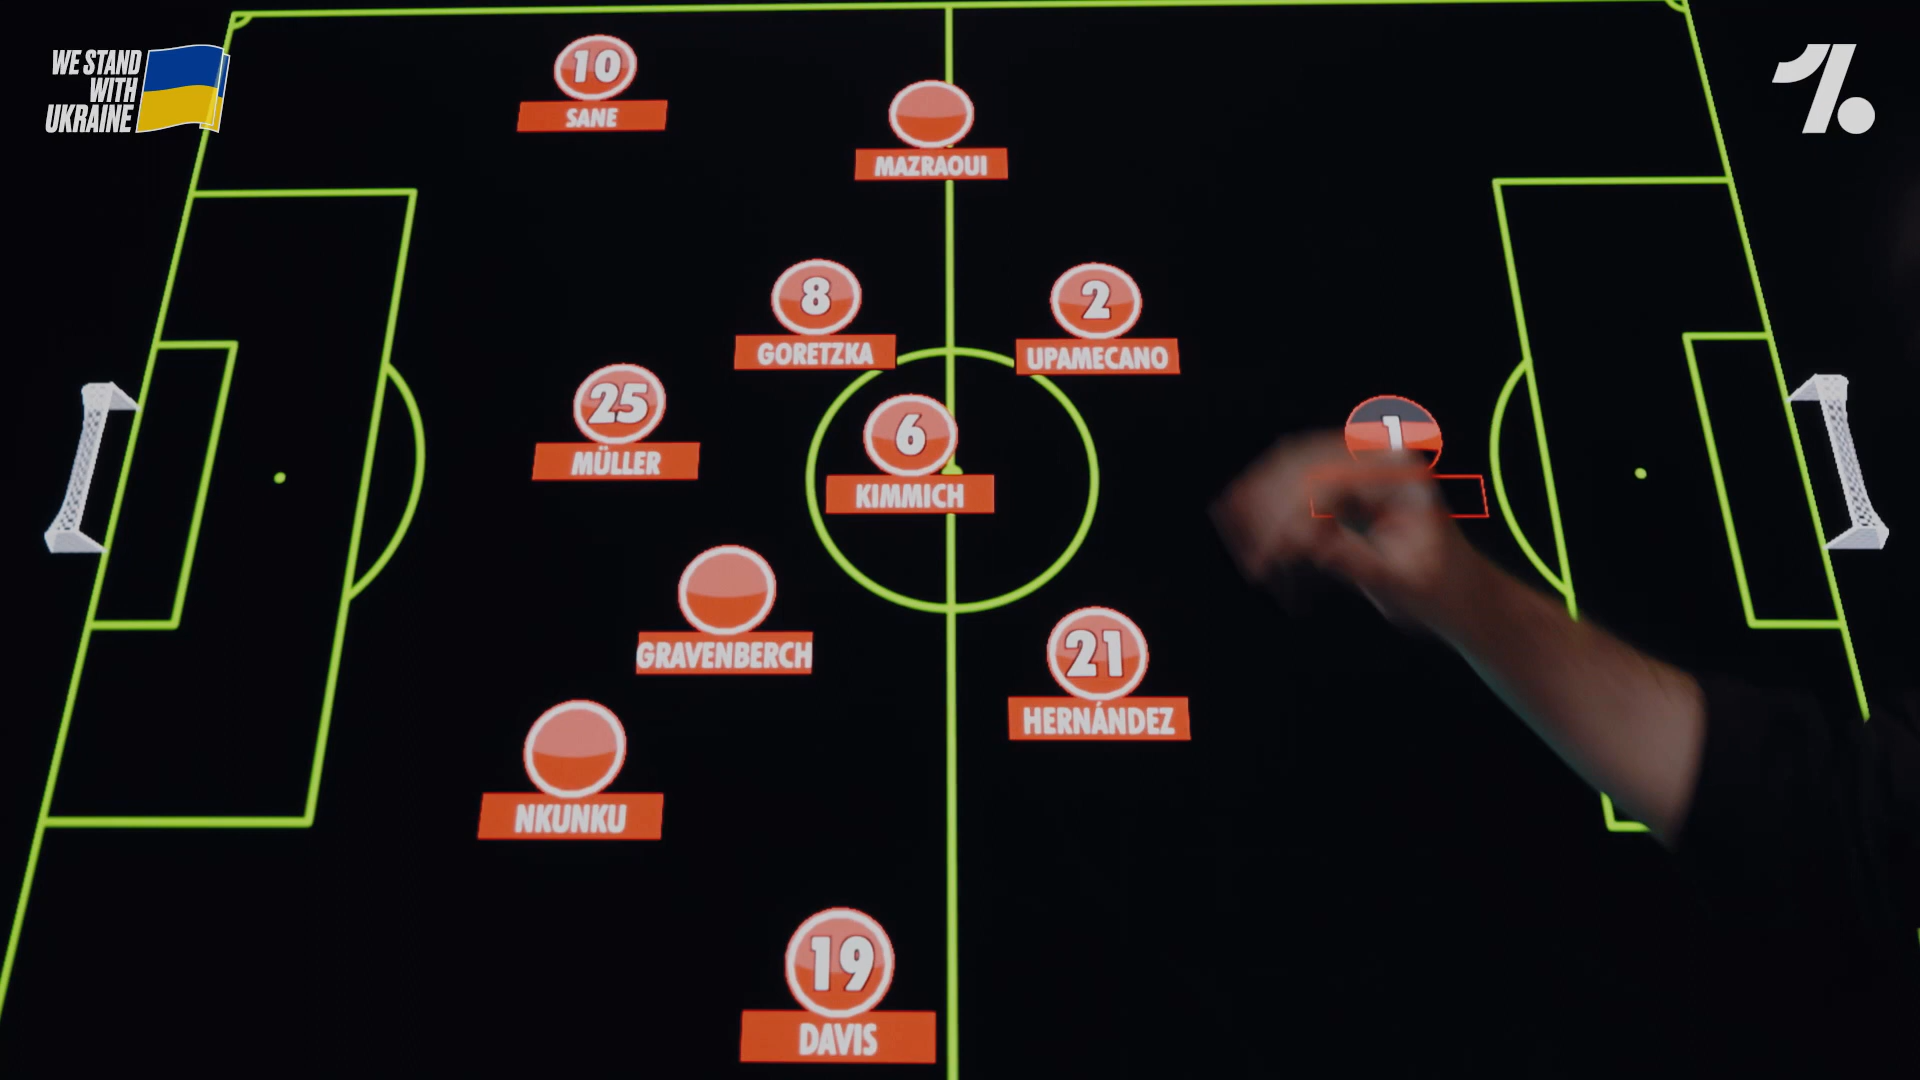 WE STAND
WITH
UKRAINE
10
SANE
MAZRAOUI
8
GORETZKA
2
UPAMECANO
25
MÜLLER
6
KIMMICH
1
GRAVENBERCH
21
HERNÁNDEZ
NKUNKU
19
DAVIS